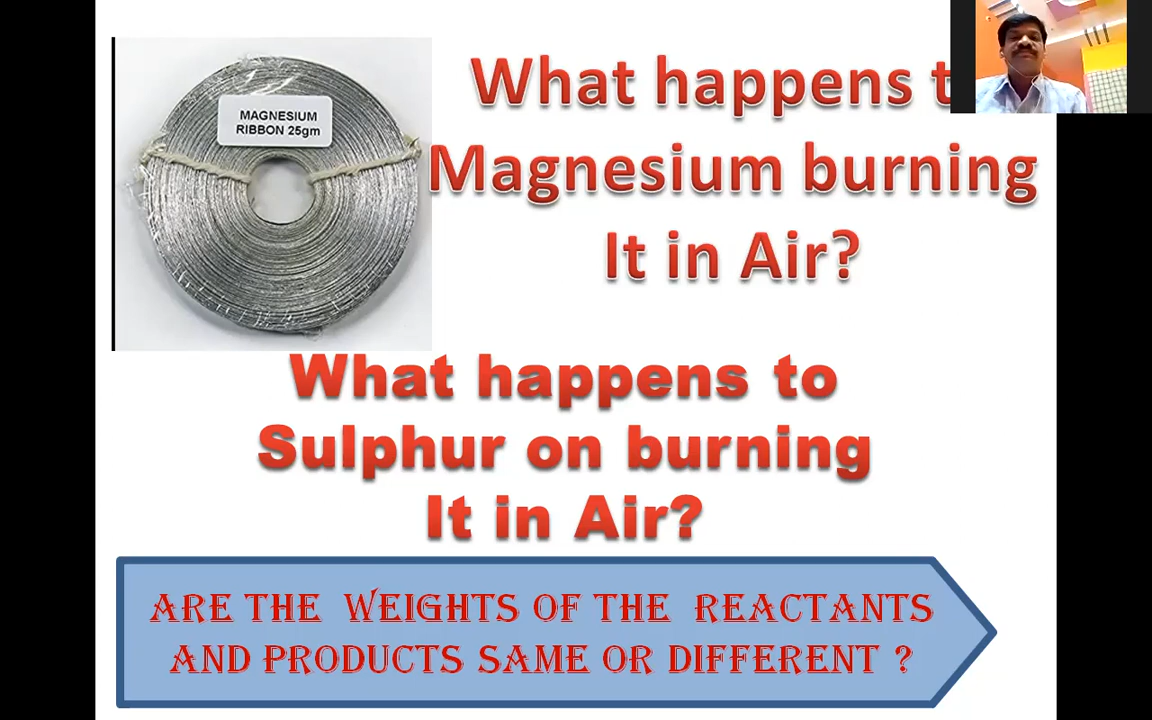 MAGNESIUM
RIBBON 25gm
What happens t
Magnesium burning
It in Air?
What happens to
Sulphur on burning
It in Air?
ARE THE WEIGHTS OF THE REACTANTS
AND PRODUCTS SAME OR DIFFERENT ?